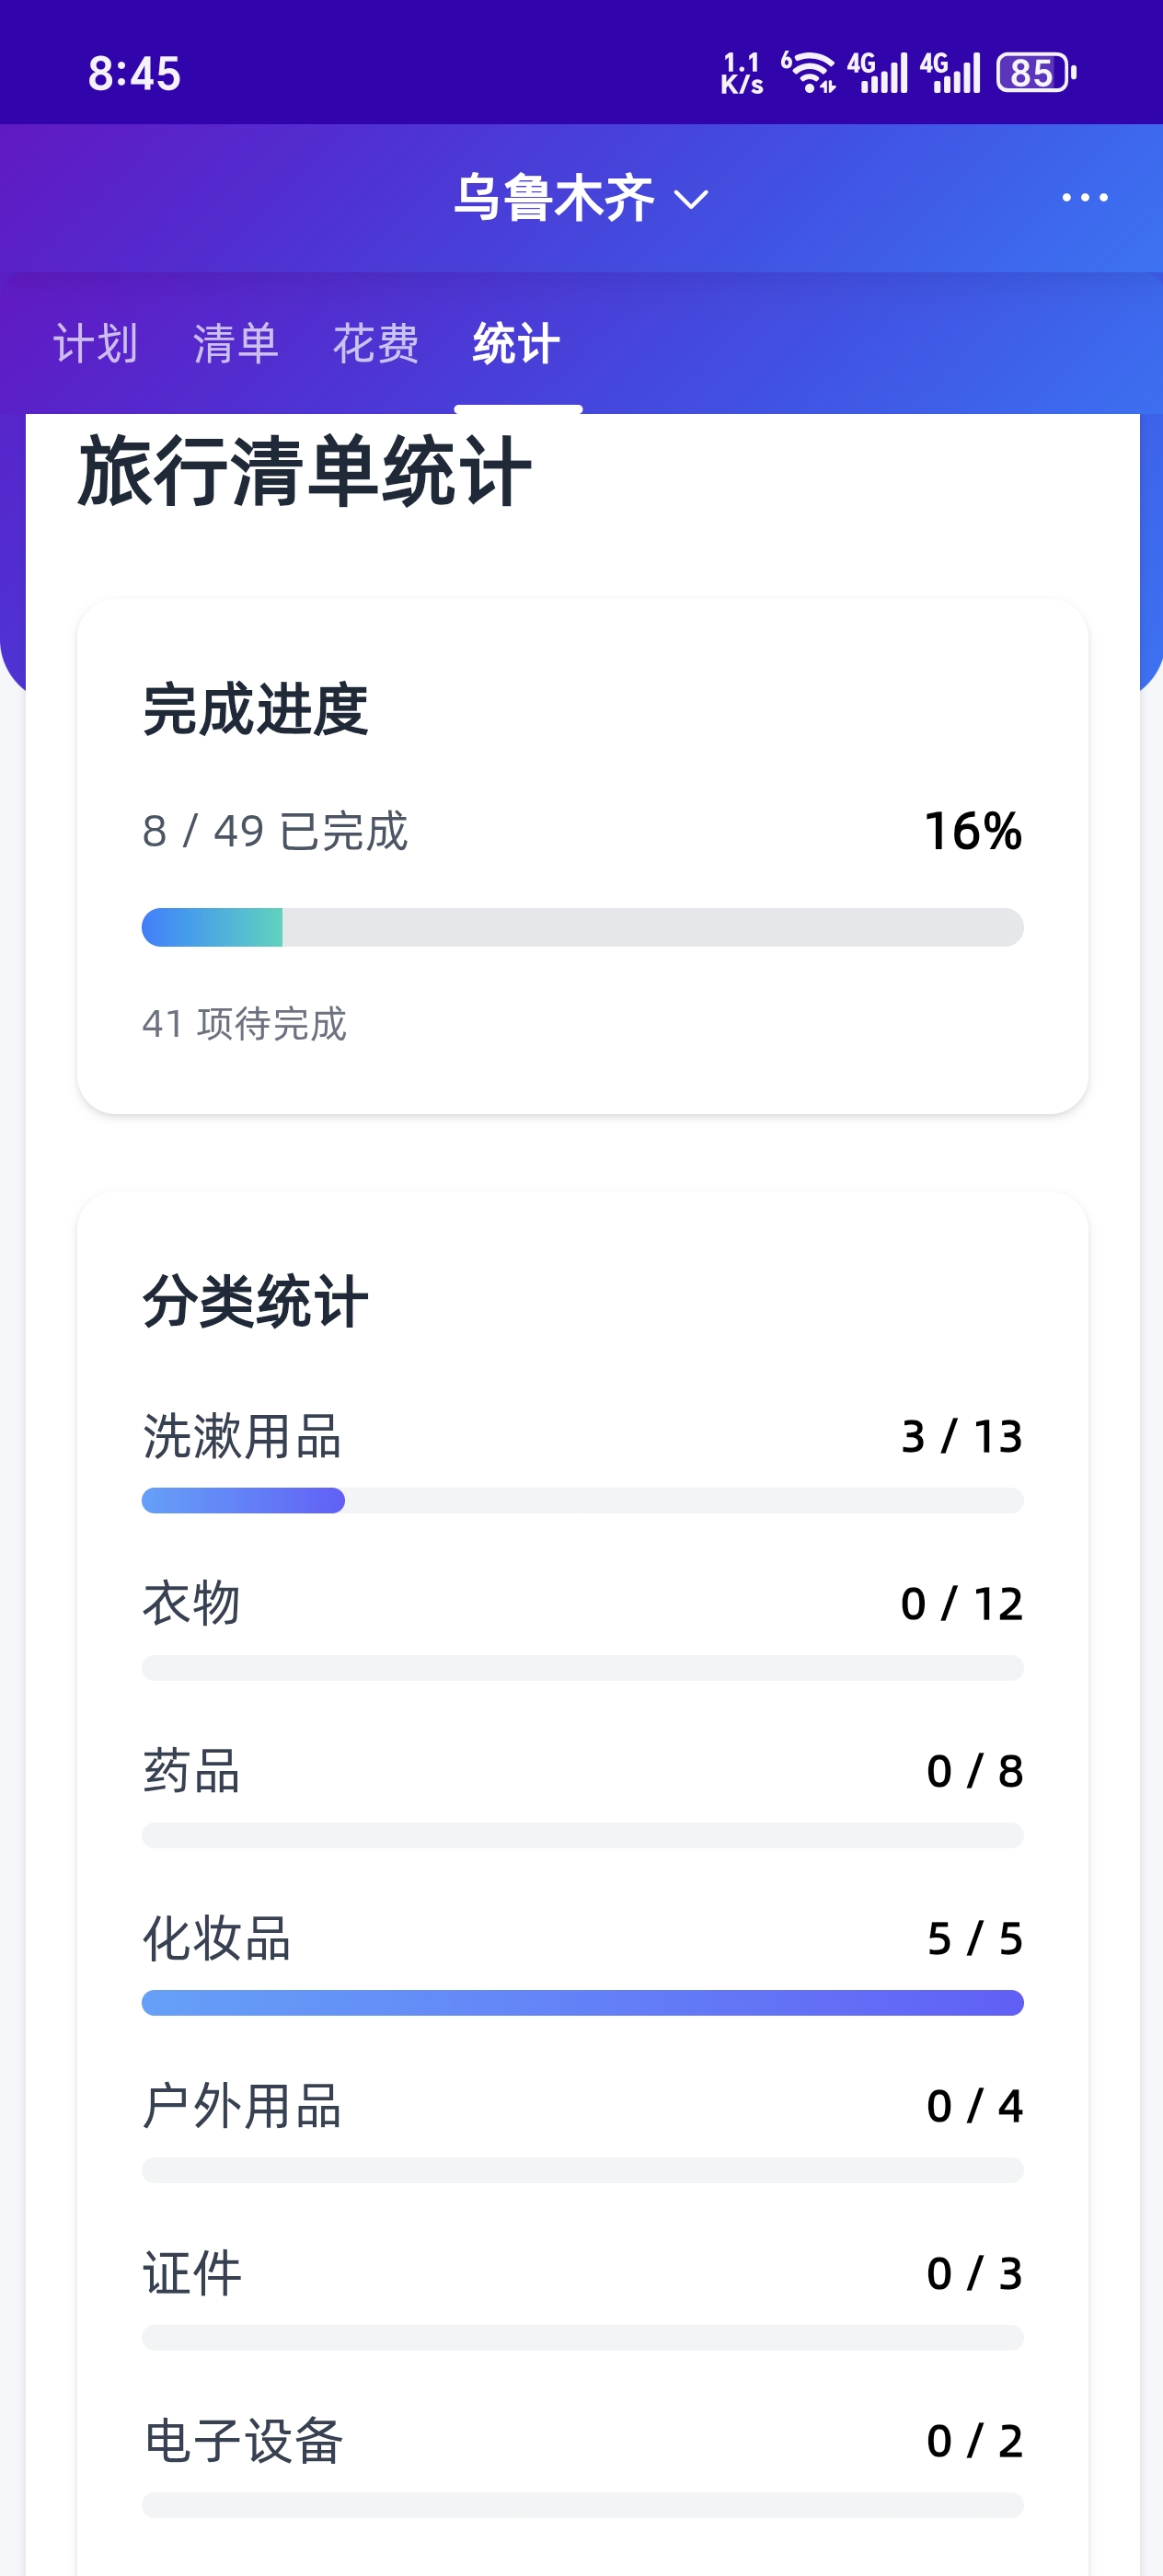 8:45
1.1
K/s
6
4G
4G
85
乌鲁木齐
计划 清单 花费 统计
旅行清单统计
完成进度
8 / 49 已完成 16%
41 项待完成
分类统计
洗漱用品 3 / 13
衣物 0 / 12
药品 0 / 8
化妆品 5 / 5
户外用品 0 / 4
证件 0 / 3
电子设备 0 / 2